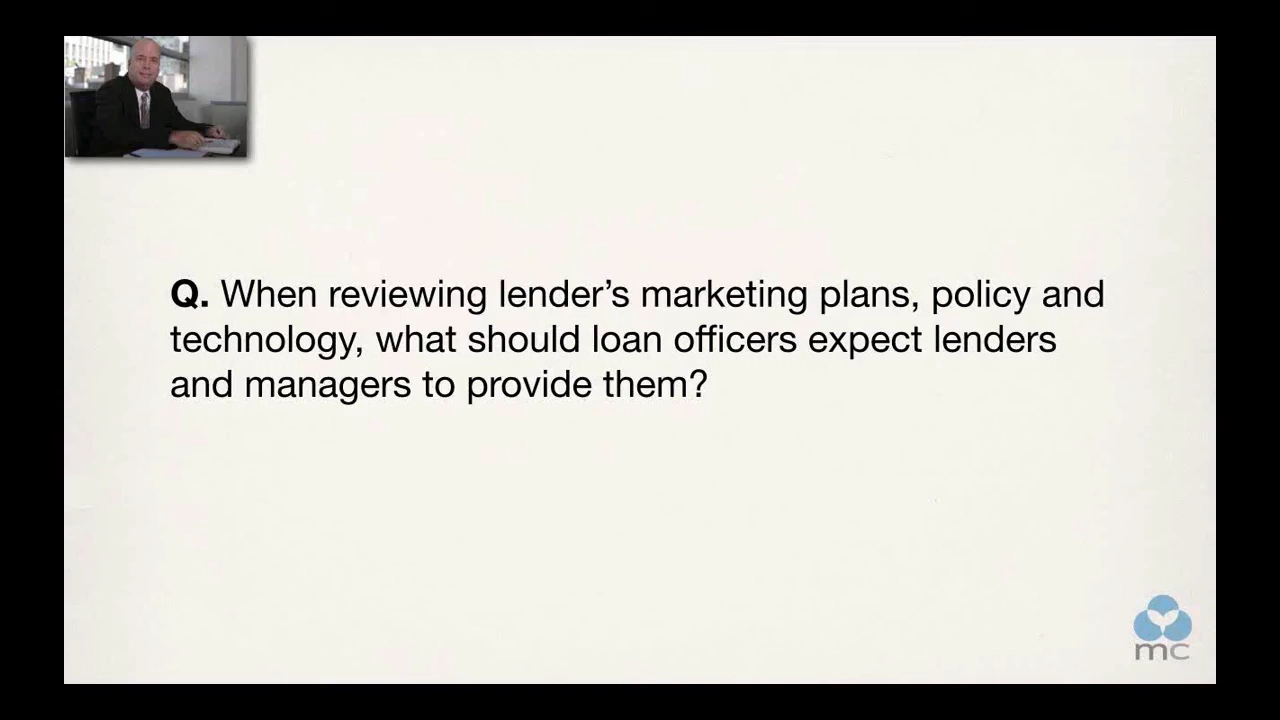 Q. When reviewing lender’s marketing plans, policy and
technology, what should loan officers expect lenders
and managers to provide them?
mc